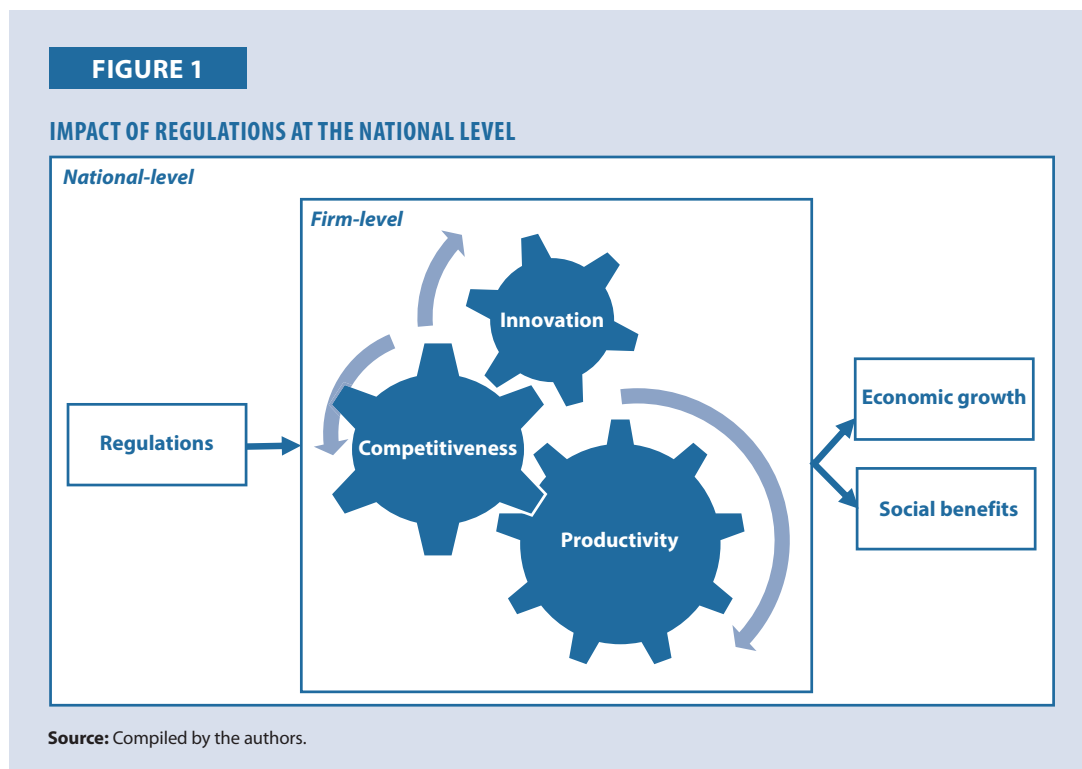 FIGURE 1
IMPACT OF REGULATIONS AT THE NATIONAL LEVEL
National-level
Firm-level
Innovation
Competitiveness
Productivity
Regulations
Economic growth
Social benefits
Source: Compiled by the authors.